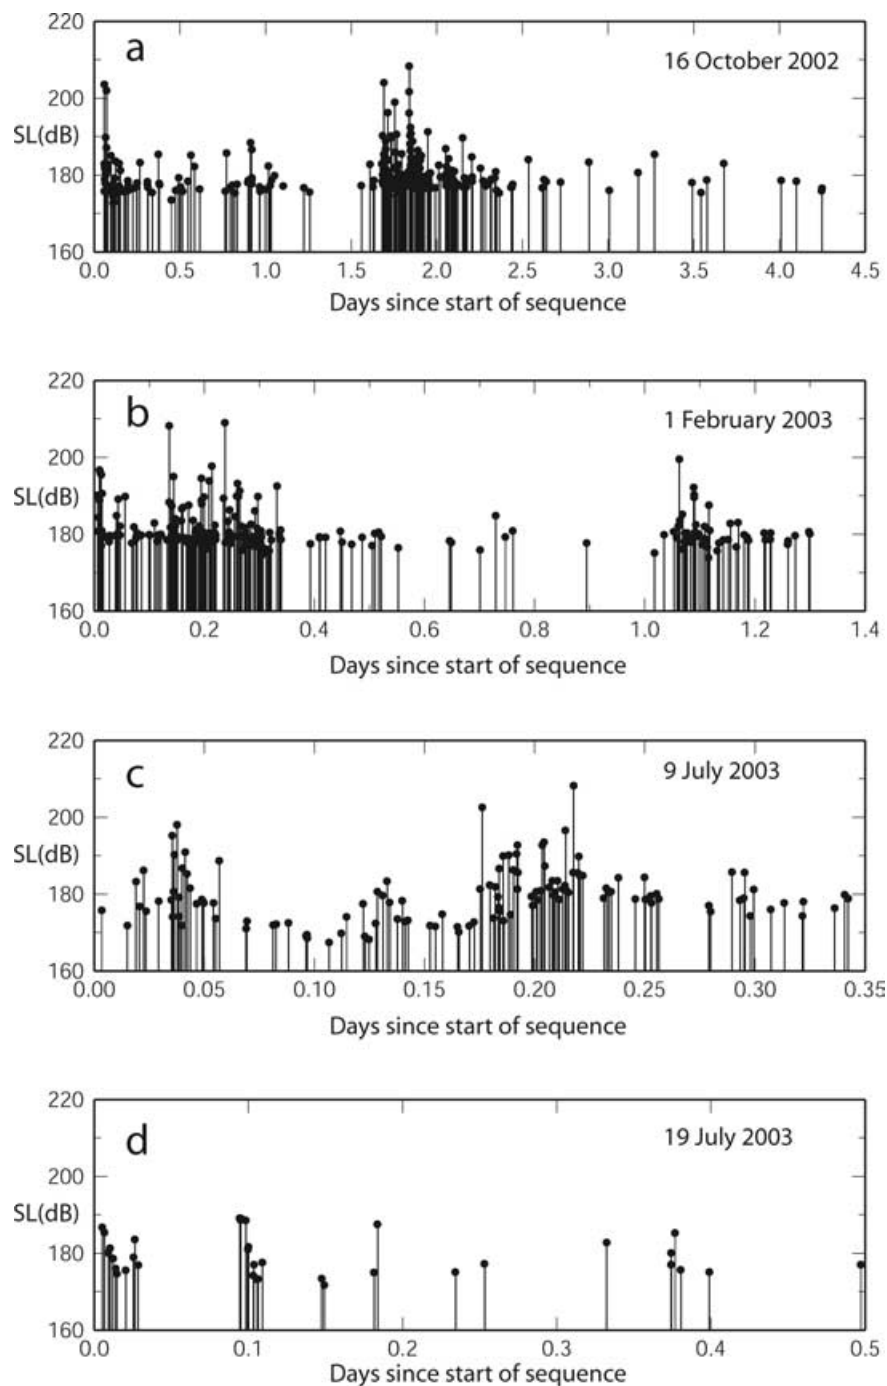 220
a
16 October 2002
200
SL(dB)
180
160
0.0 0.5 1.0 1.5 2.0 2.5 3.0 3.5 4.0 4.5
Days since start of sequence
220
b
1 February 2003
200
SL(dB)
180
160
0.0 0.2 0.4 0.6 0.8 1.0 1.2 1.4
Days since start of sequence
220
c
9 July 2003
200
SL(dB)
180
160
0.00 0.05 0.10 0.15 0.20 0.25 0.30 0.35
Days since start of sequence
220
d
19 July 2003
200
SL(dB)
180
160
0.0 0.1 0.2 0.3 0.4 0.5
Days since start of sequence